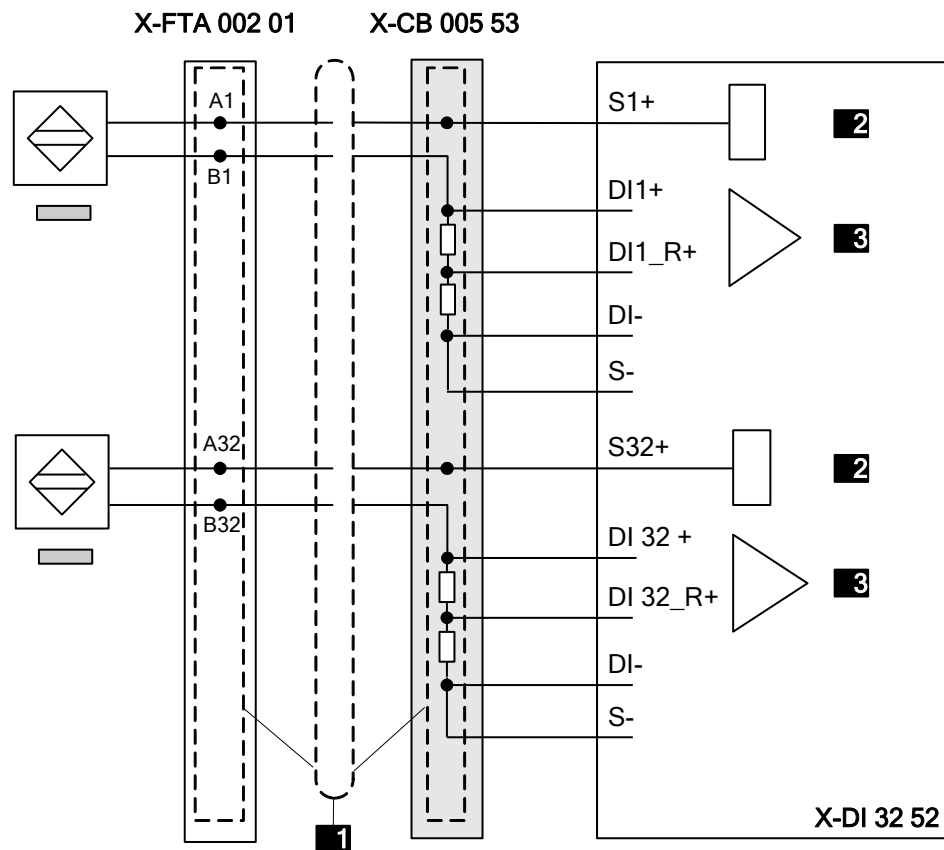 X-FTA 002 01
X-CB 005 53
A1
B1
S1+
2
DI1+
DI1_R+
3
DI-
S-
A32
B32
S32+
2
DI 32 +
DI 32_R+
3
DI-
S-
1
X-DI 32 52